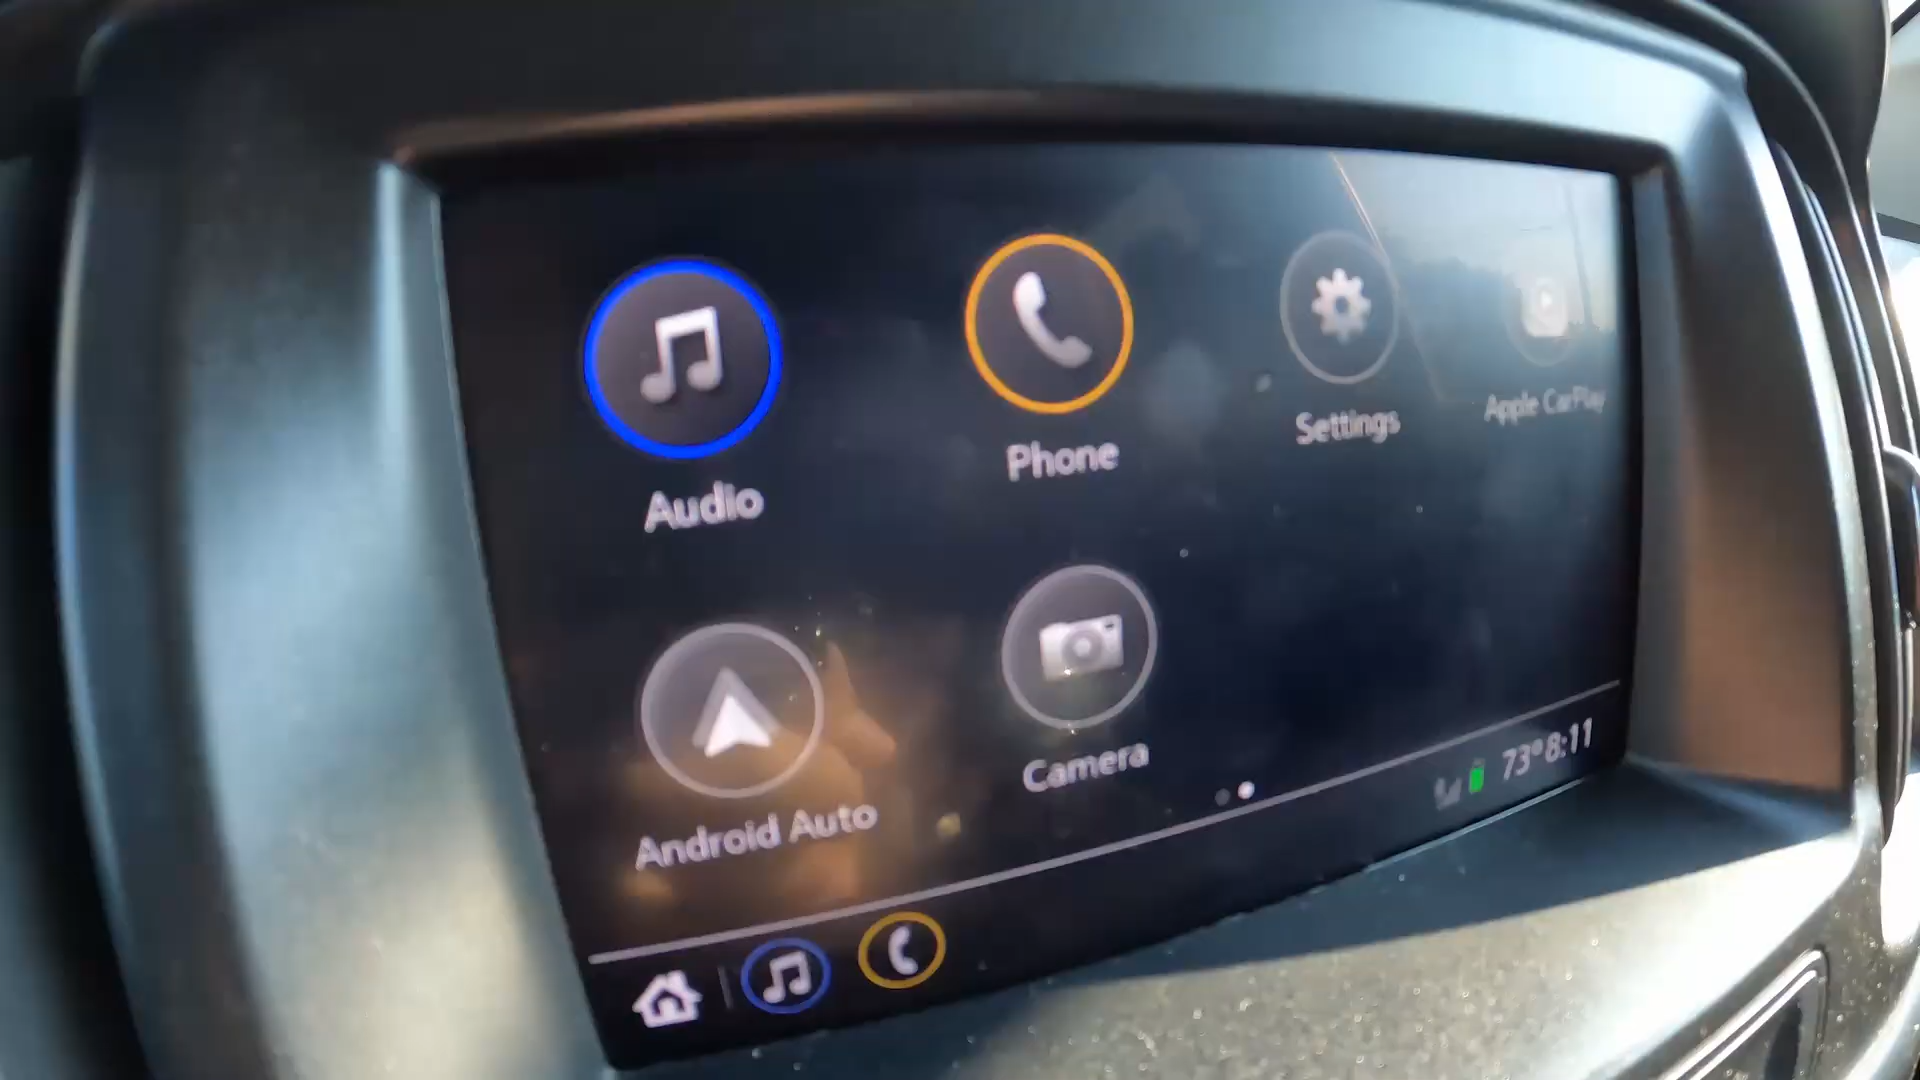 Audio
Phone
Settings
Apple CarPlay
Android Auto
Camera
73° 8:11